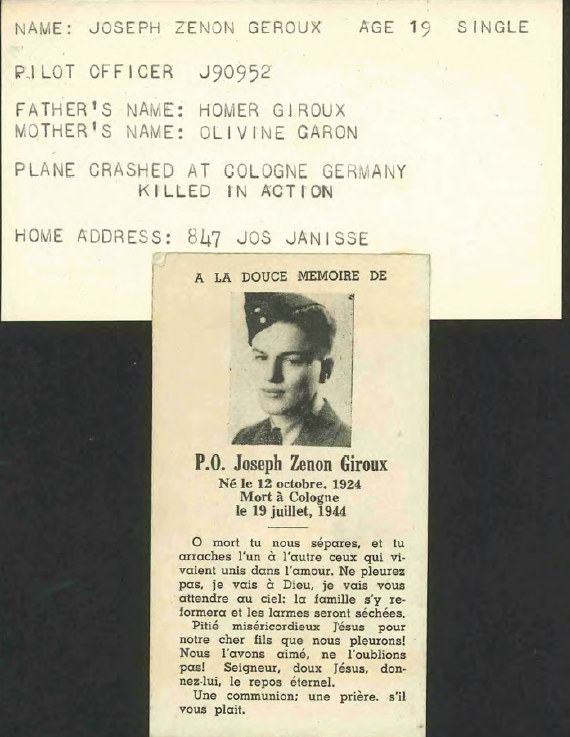 NAME: JOSEPH ZENON GEROUX AGE 19 SINGLE
PILOT OFFICER J90952
FATHER'S NAME: HOMER GIROUX
MOTHER'S NAME: OLIVINE GARON
PLANE CRASHED AT COLOGNE GERMANY
KILLED IN ACTION
HOME ADDRESS: 847 JOS JANISSE
A LA DOUCE MEMOIRE DE
P.O. Joseph Zenon Giroux
Né le 12 octobre, 1924
Mort à Cologne
le 19 juillet, 1944
O mort tu nous sépares, et tu
arraches l'un à l'autre ceux qui vi-
vaient unis dans l'amour. Ne pleurez
pas, je vais à Dieu, je vais vous
attendre au ciel: la famille s'y re-
formera et les larmes seront séchées.
Pitié miséricordieux Jésus pour
notre cher fils que nous pleurons!
Nous l'avons aimé, ne l'oublions
pas! Seigneur, doux Jésus, don-
nez-lui, le repos éternel.
Une communion; une prière. s'il
vous plait.